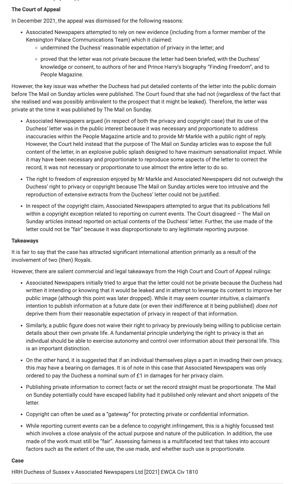 The Court of Appeal
In December 2021, the appeal was dismissed for the following reasons:
• Associated Newspapers attempted to rely on new evidence (including from a former member of the
Kensington Palace Communications Team) which it claimed:
◦ undermined the Duchess' reasonable expectation of privacy in the letter; and
◦ proved that the letter was not private because the letter had been briefed, with the Duchess'
knowledge or consent, to authors of her and Prince Harry's biography "Finding Freedom", and to
People Magazine.
However, the key issue was whether the Duchess had put detailed contents of the letter into the public domain
before The Mail on Sunday articles were published. The Court found that she had not (regardless of the fact that
she realised and was possibly ambivalent to the prospect that it might be leaked). Therefore, the letter was
private at the time it was published by The Mail on Sunday.
• Associated Newspapers argued (in respect of both the privacy and copyright case) that its use of the
Duchess' letter was in the public interest because it was necessary and proportionate to address
inaccuracies within the People Magazine article and to provide Mr Markle with a public right of reply.
However, the Court held instead that the purpose of The Mail on Sunday articles was to expose the full
content of the letter, in an explosive public splash designed to have maximum sensationalist impact. While
it may have been necessary and proportionate to reproduce some aspects of the letter to correct the
record, it was not necessary or proportionate to use almost the entire letter to do so.
• The right to freedom of expression enjoyed by Mr Markle and Associated Newspapers did not outweigh the
Duchess' right to privacy or copyright because The Mail on Sunday articles were too intrusive and the
reproduction of extensive extracts from the Duchess' letter could not be justified.
• In respect of the copyright claim, Associated Newspapers attempted to argue that its publications fell
within a copyright exception related to reporting on current events. The Court disagreed – The Mail on
Sunday articles instead reported on actual contents of the Duchess' letter. Further, the use made of the
letter could not be "fair" because it was disproportionate to any legitimate reporting purpose.
Takeaways
It is fair to say that the case has attracted significant international attention primarily as a result of the
involvement of two (then) Royals.
However, there are salient commercial and legal takeaways from the High Court and Court of Appeal rulings:
• Associated Newspapers initially tried to argue that the letter could not be private because the Duchess had
written it intending or knowing that it would be leaked and in attempt to leverage its content to improve her
public image (although this point was later dropped). While it may seem counter intuitive, a claimant's
intention to publish information at a future date (or even their indifference at it being published) does not
deprive them from their reasonable expectation of privacy in respect of that information.
• Similarly, a public figure does not waive their right to privacy by previously being willing to publicise certain
details about their own private life. A fundamental principle underlying the right to privacy is that an
individual should be able to exercise autonomy and control over information about their personal life. This
is an important distinction.
• On the other hand, it is suggested that if an individual themselves plays a part in invading their own privacy,
this may have a bearing on damages. It is of note in this case that Associated Newspapers was only
ordered to pay the Duchess a nominal sum of £1 in damages for her privacy claim.
• Publishing private information to correct facts or set the record straight must be proportionate. The Mail
on Sunday potentially could have escaped liability had it published only relevant and short snippets of the
letter.
• Copyright can often be used as a "gateway" for protecting private or confidential information.
• While reporting current events can be a defence to copyright infringement, this is a highly focussed test
which involves a close analysis of the actual purpose and nature of the publication. In addition, the use
made of the work must still be "fair". Assessing fairness is a multifaceted test that takes into account
factors such as the extent of the use, the use made, and whether such use is proportionate.
Case
HRH Duchess of Sussex v Associated Newspapers Ltd [2021] EWCA Civ 1810